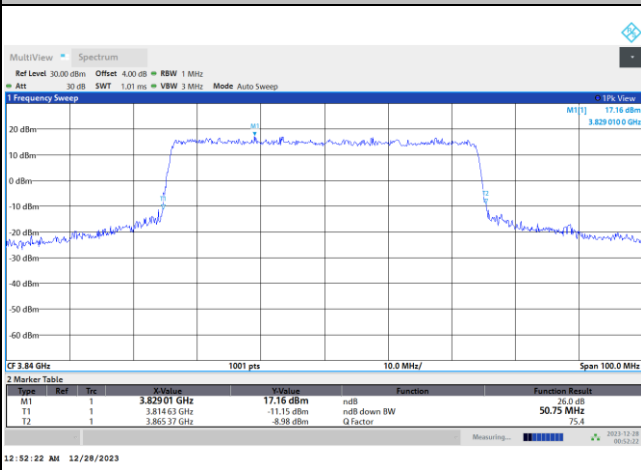 MultiView Spectrum
Ref Level 30.00 dBm Offset 4.00 dB RBW 1 MHz
Att 30 dB SWT 1.01 ms VBW 3 MHz Mode Auto Sweep
1 Frequency Sweep 1Pk View
M1[1] 17.16 dBm
3.829 010 0 GHz
M1
20 dBm
10 dBm
0 dBm
T1
T2
-10 dBm
-20 dBm
-30 dBm
-40 dBm
-50 dBm
-60 dBm
CF 3.84 GHz 1001 pts 10.0 MHz/ Span 100.0 MHz
2 Marker Table
Type Ref Trc X-Value Y-Value Function Function Result
M1 1 3.829 01 GHz 17.16 dBm ndB 26.0 dB
T1 1 3.814 63 GHz -11.15 dBm ndB down BW 50.75 MHz
T2 1 3.865 37 GHz -8.98 dBm Q Factor 75.4
Measuring... 2023-12-28
00:52:22
12:52:22 AM 12/28/2023